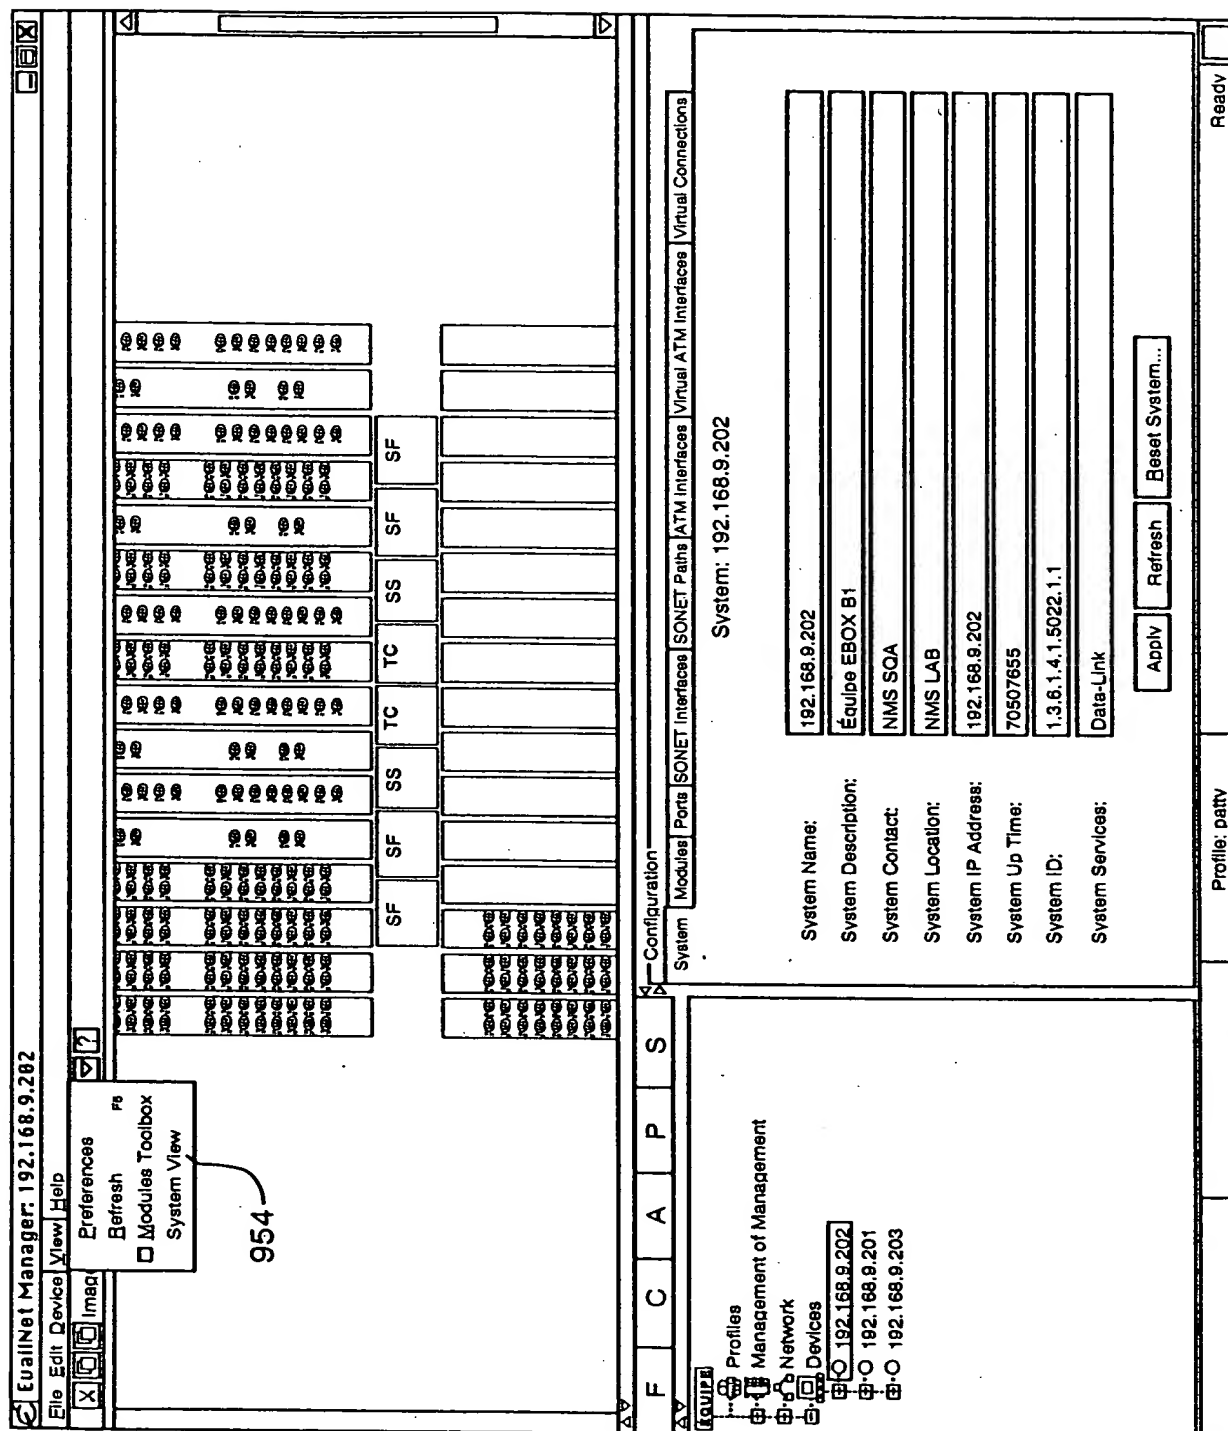 EuallNet Manager: 192.168.9.202
File Edit Device View Help
Image
?
Preferences
Refresh F5
Modules Toolbox
System View
954
SF SF SS TC TC SS SF SF
F C A P S
EQUIPE
Profiles
Management of Management
Network
Devices
192.168.9.202
192.168.9.201
192.168.9.203
Configuration
System Modules Ports SONET Interfaces SONET Paths ATM Interfaces Virtual ATM Interfaces Virtual Connections
System: 192.168.9.202
System Name: 192.168.9.202
System Description: Équipe EBOX B1
System Contact: NMS SQA
System Location: NMS LAB
System IP Address: 192.168.9.202
System Up Time: 70507655
System ID: 1.3.6.1.4.1.5022.1.1
System Services: Data-Link
Apply Refresh Reset System...
Profile: patty
Ready